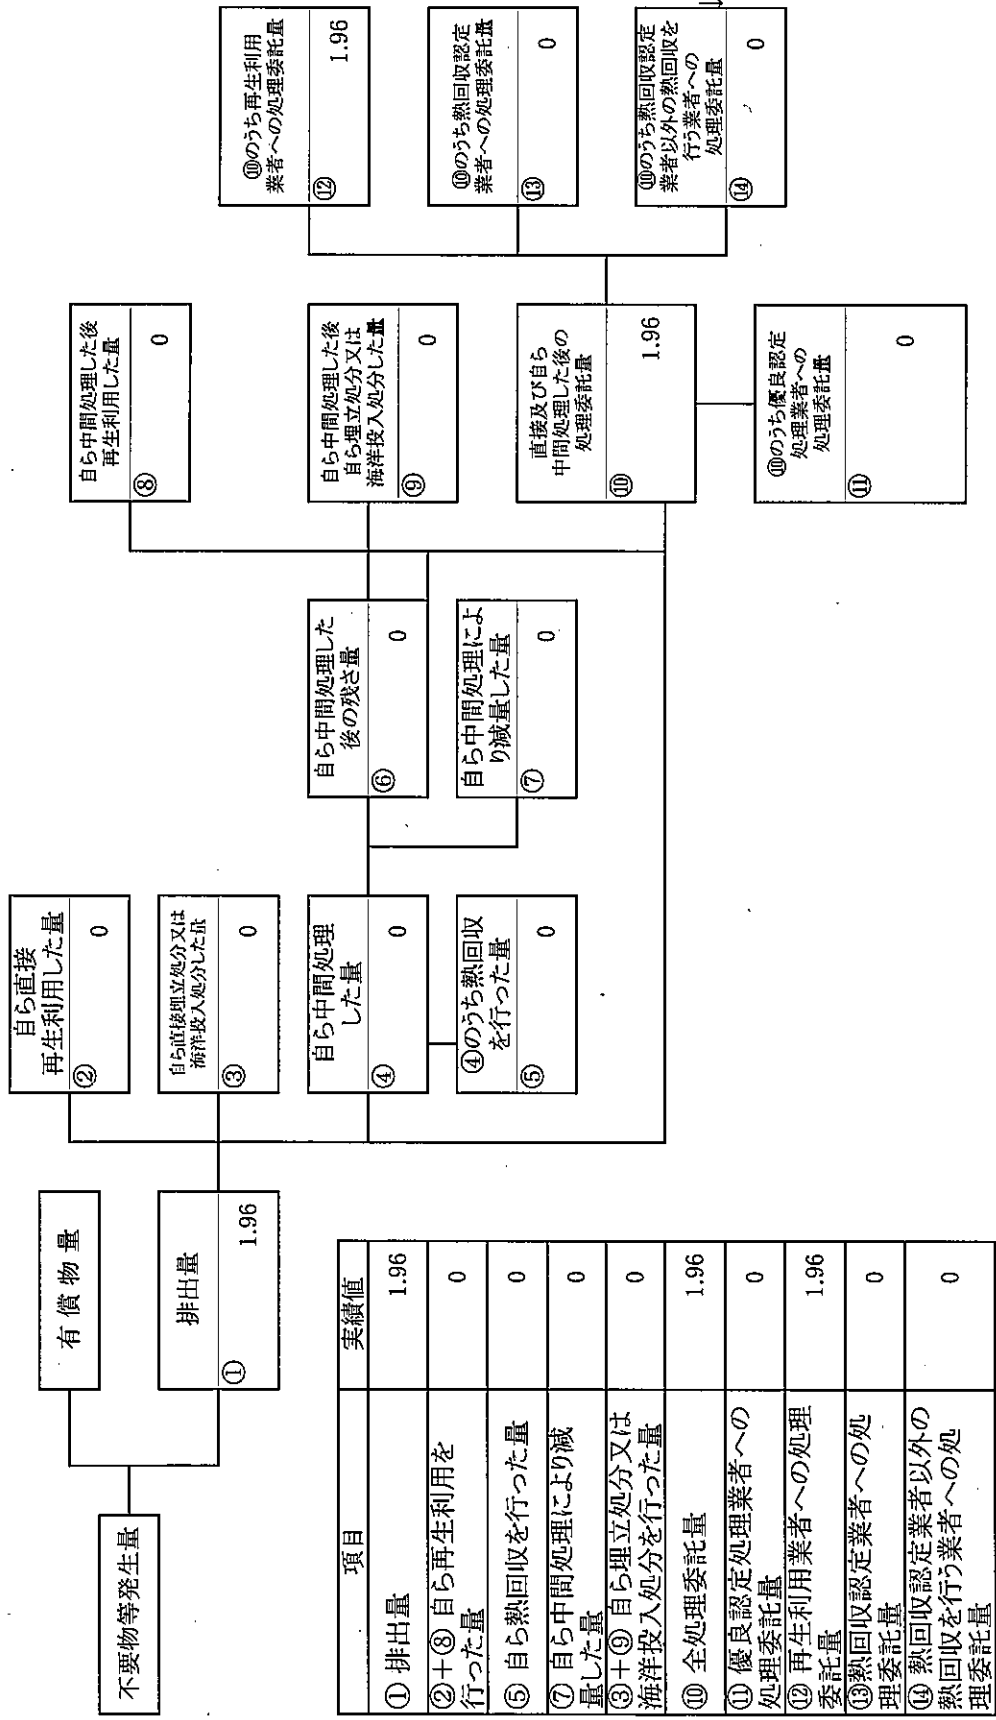 不要物等発生量
有償物量
排出量
①
1.96
自ら直接
再生利用した量
②
0
自ら直接埋立処分又は
海洋投入処分した量
③
0
自ら中間処理
した量
④
0
④のうち熱回収
を行った量
⑤
0
自ら中間処理した
後の残さ量
⑥
0
自ら中間処理によ
り減量した量
⑦
0
自ら中間処理した後
再生利用した量
⑧
0
自ら中間処理した後
自ら埋立処分又は
海洋投入処分した量
⑨
0
直接及び自ら
中間処理した後の
処理委託量
⑩
1.96
⑩のうち優良認定
処理業者への
処理委託量
⑪
0
⑩のうち再生利用
業者への処理委託量
⑫
1.96
⑩のうち熱回収認定
業者への処理委託量
⑬
0
⑩のうち熱回収認定
業者以外の熱回収を
行う業者への
処理委託量
⑭
0
項目 実績値
① 排出量 1.96
②+⑧ 自ら再生利用を
行った量 0
⑤ 自ら熱回収を行った量 0
⑦ 自ら中間処理により減
量した量 0
③+⑨ 自ら埋立処分又は
海洋投入処分を行った量 0
⑩ 全処理委託量 1.96
⑪ 優良認定処理業者への
処理委託量 0
⑫ 再生利用業者への処理
委託量 1.96
⑬熱回収認定業者への処
理委託量 0
⑭ 熱回収認定業者以外の
熱回収を行う業者への処
理委託量 0